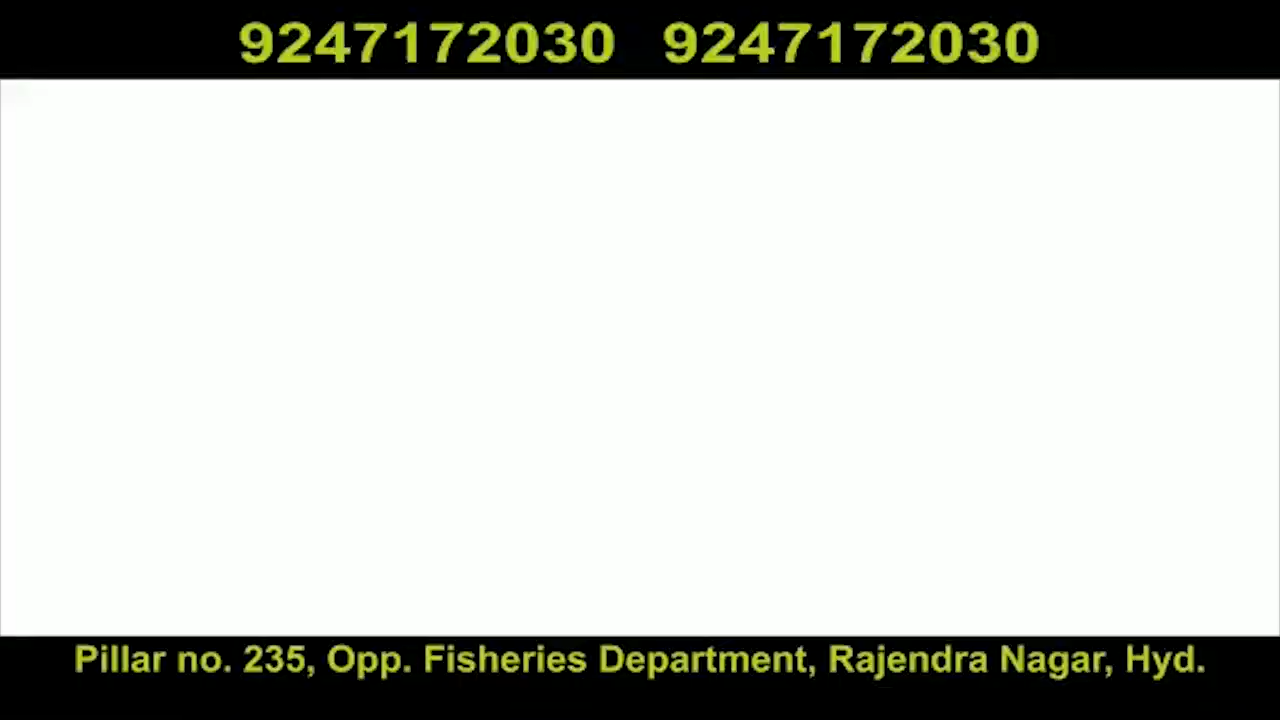 9247172030 9247172030
Pillar no. 235, Opp. Fisheries Department, Rajendra Nagar, Hyd.